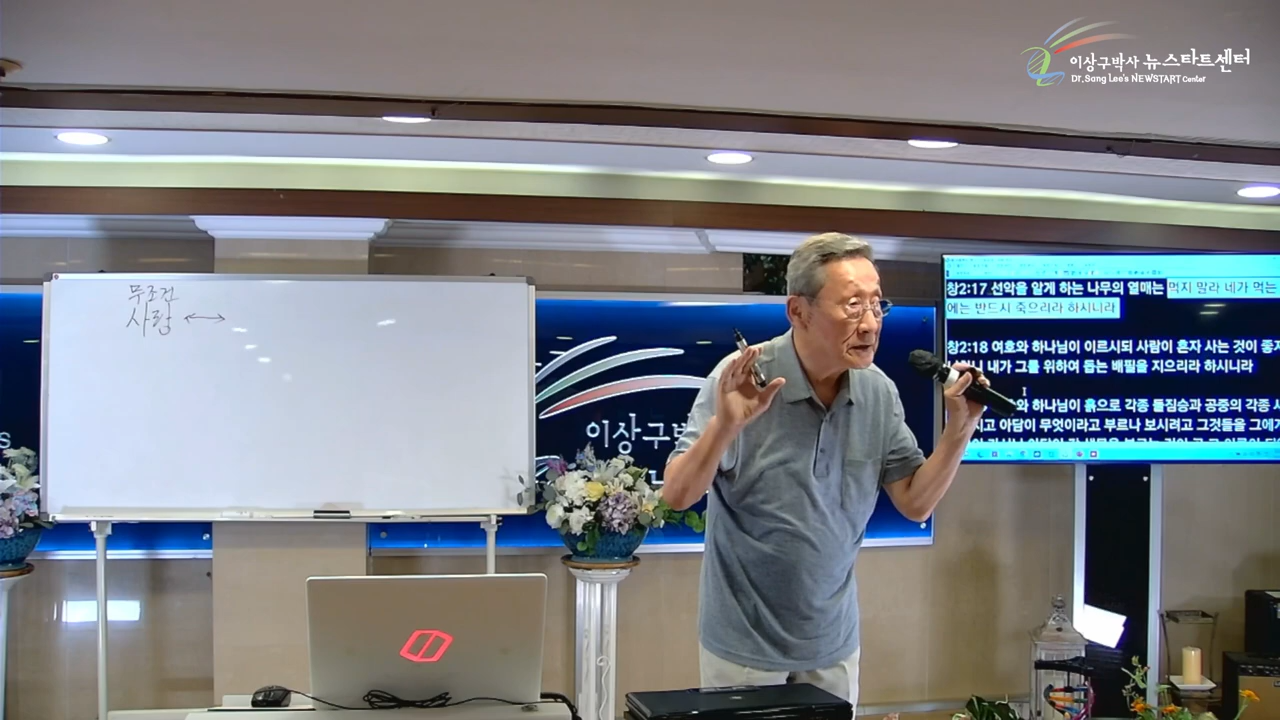 이상구박사 뉴스타트센터
Dr.Sang Lee's NEWSTART Center
무조건
사랑 ↔
창2:17 선악을 알게 하는 나무의 열매는 먹지 말라 네가 먹는
에는 반드시 죽으리라 하시니라
창2:18 여호와 하나님이 이르시되 사람이 혼자 사는 것이 좋지
내가 그를 위하여 돕는 배필을 지으리라 하시니라
하나님이 흙으로 각종 들짐승과 공중의 각종
아담이 무엇이라고 부르나 보시려고 그것들을 그에게
이상구